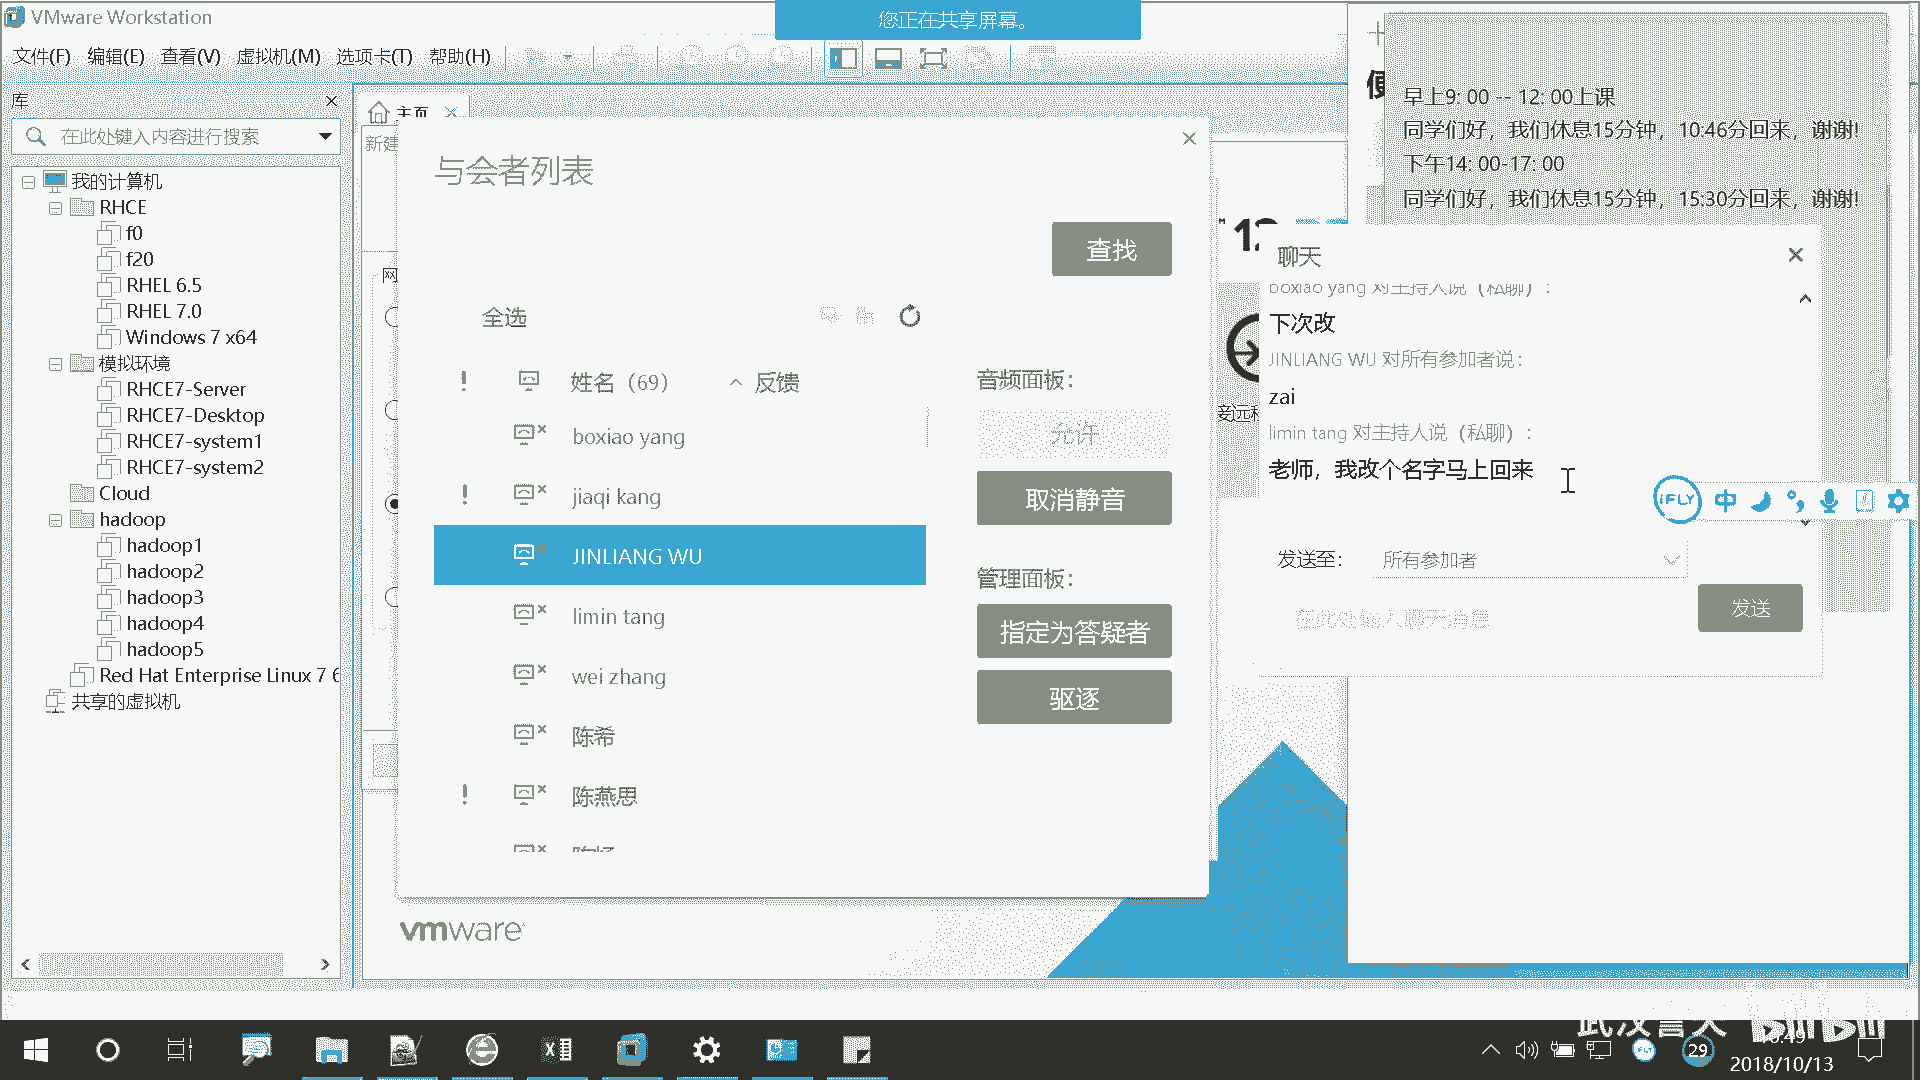 VMware Workstation
您正在共享屏幕。
文件(F) 编辑(E) 查看(V) 虚拟机(M) 选项卡(T) 帮助(H)
库
在此处键入内容进行搜索
我的计算机
RHCE
f0
f20
RHEL 6.5
RHEL 7.0
Windows 7 x64
模拟环境
RHCE7-Server
RHCE7-Desktop
RHCE7-system1
RHCE7-system2
Cloud
hadoop
hadoop1
hadoop2
hadoop3
hadoop4
hadoop5
Red Hat Enterprise Linux 7 6
共享的虚拟机
主页
新建
网
与会者列表
查找
全选
姓名（69） 反馈
boxiao yang
jiaqi kang
JINLIANG WU
limin tang
wei zhang
陈希
陈燕思
音频面板：
允许
取消静音
管理面板：
指定为答疑者
驱逐
vmware
早上9: 00 -- 12: 00上课
同学们好，我们休息15分钟，10:46分回来，谢谢!
下午14: 00-17: 00
同学们好，我们休息15分钟，15:30分回来，谢谢!
聊天
boxiao yang 对主持人说（私聊）:
下次改
JINLIANG WU 对所有参加者说:
zai
limin tang 对主持人说（私聊）:
老师，我改个名字马上回来
iFLY 中
发送至： 所有参加者
在此处输入聊天消息
发送
29
2018/10/13